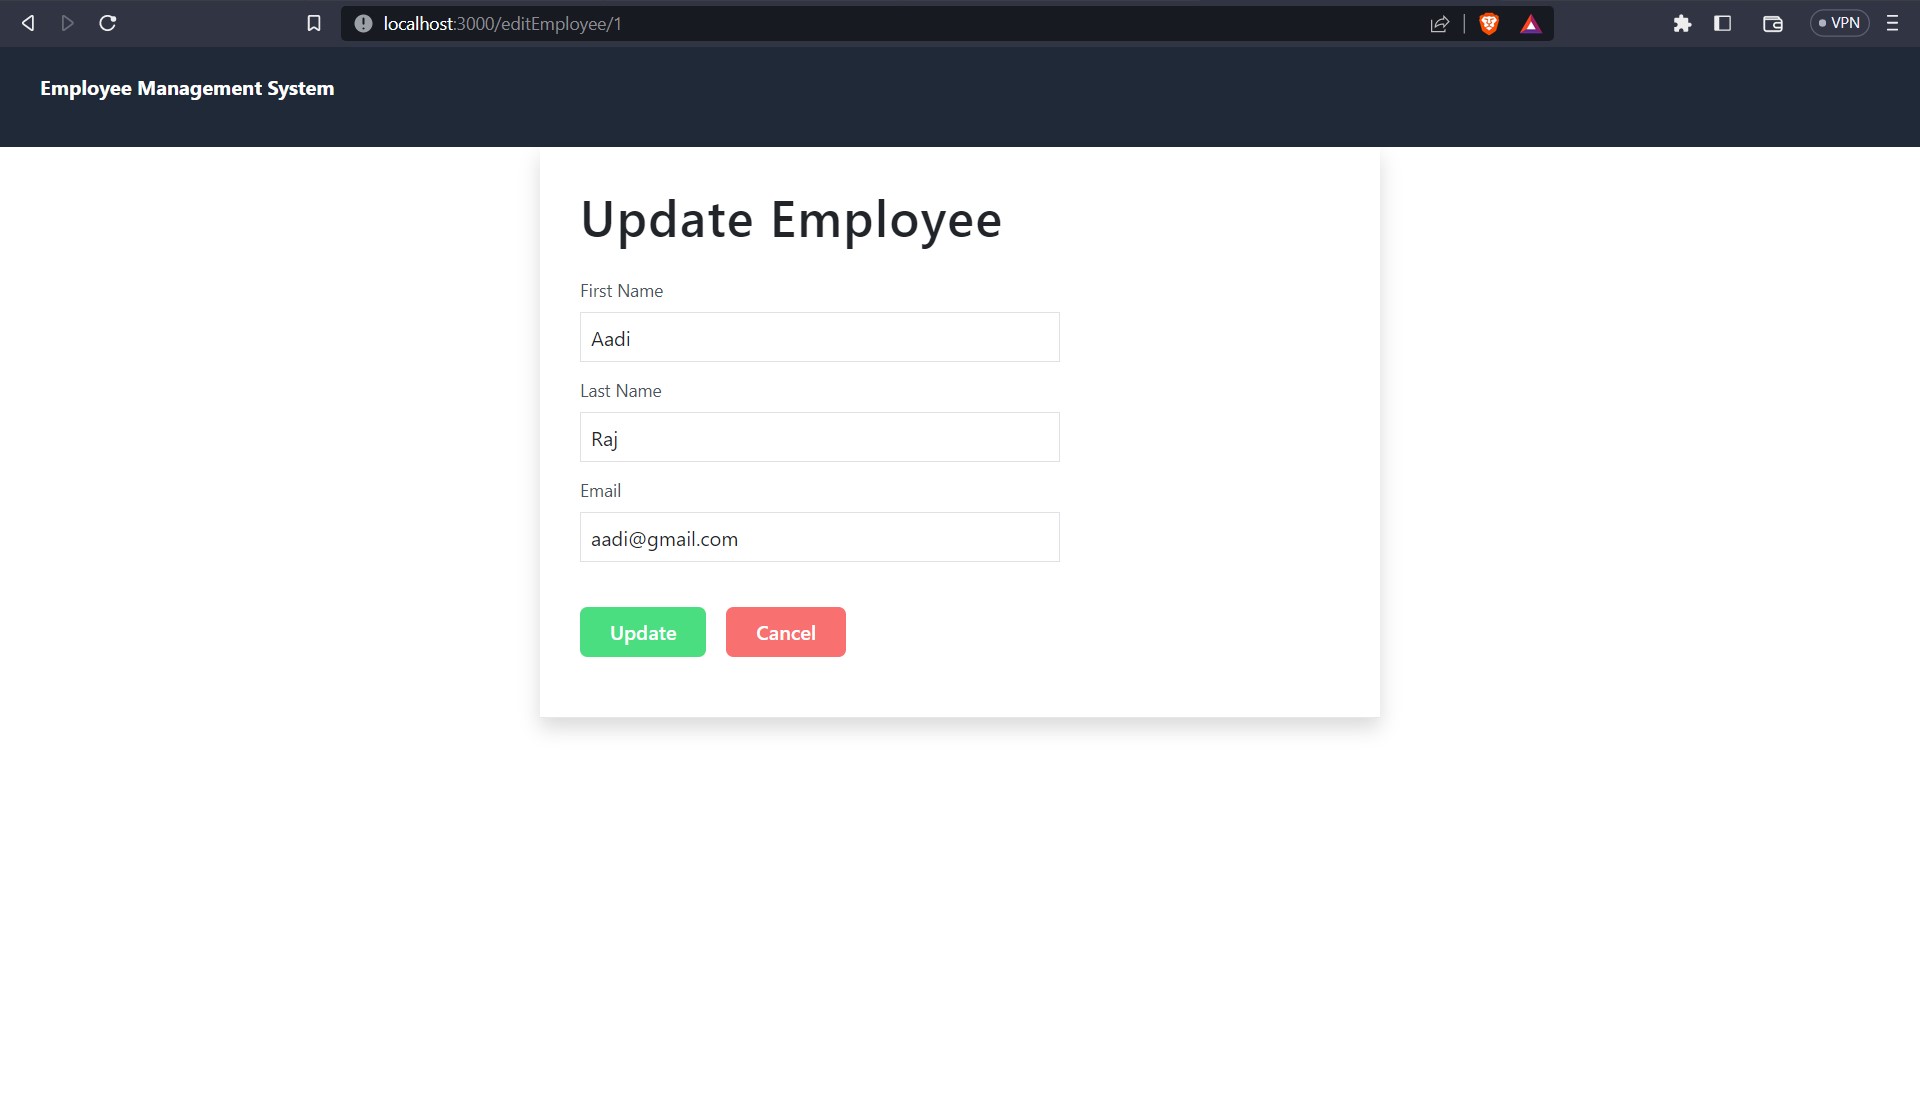 localhost:3000/editEmployee/1
VPN
Employee Management System
Update Employee
First Name
Aadi
Last Name
Raj
Email
aadi@gmail.com
Update Cancel